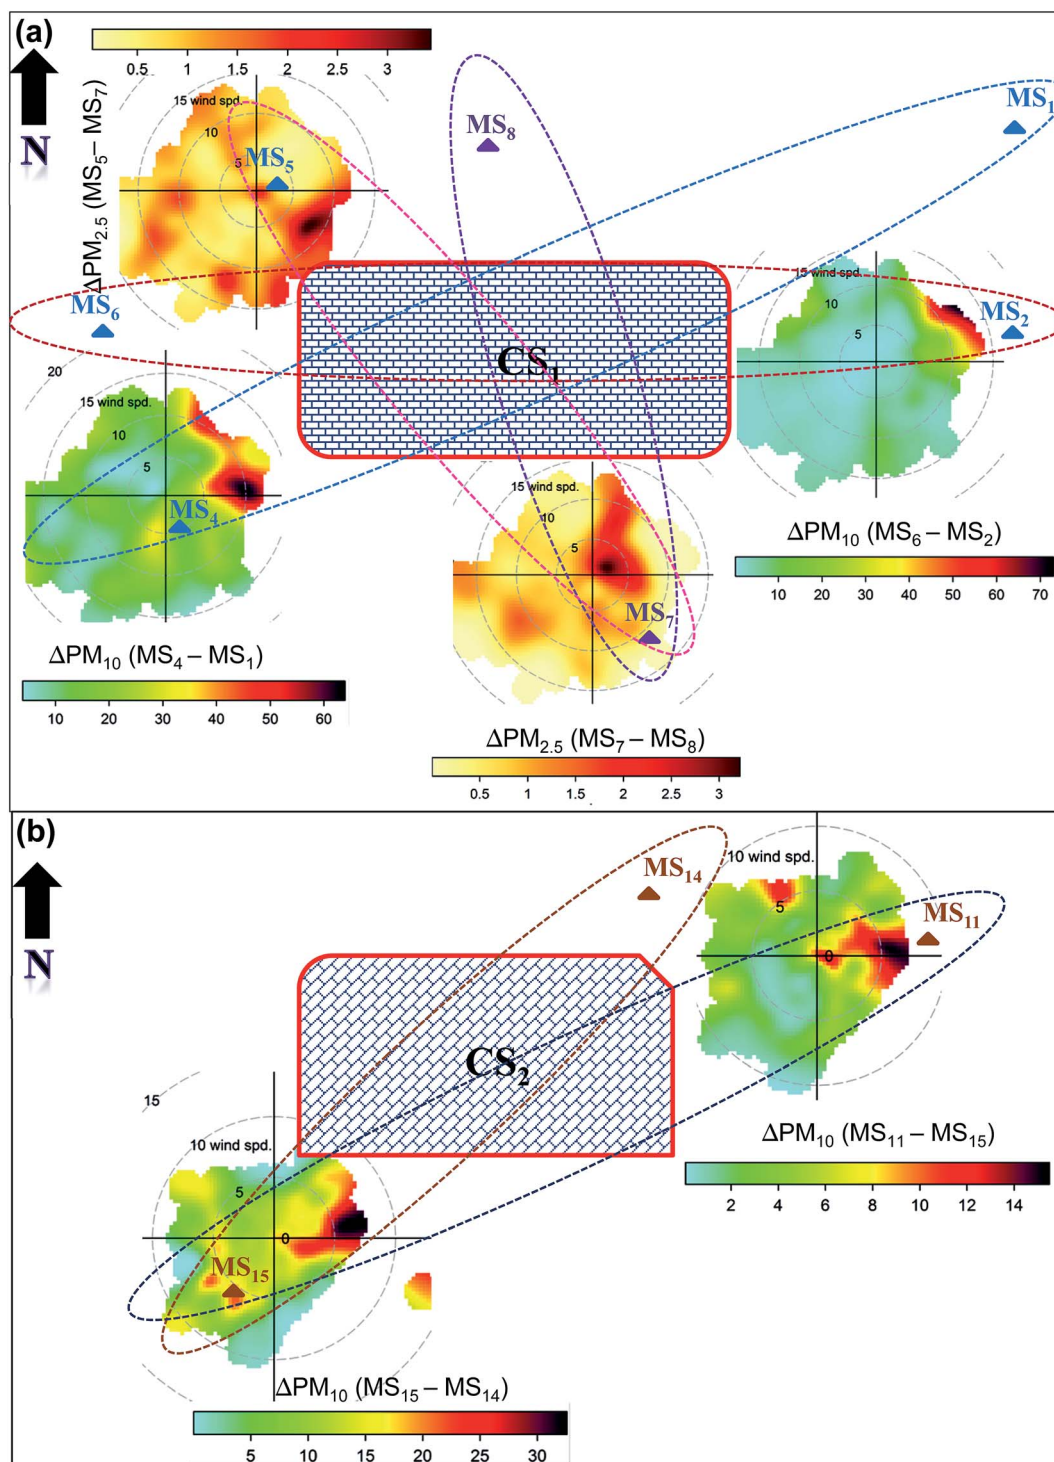 (a)
0.5 1 1.5 2 2.5 3
N
ΔPM2.5 (MS5 – MS7)
15 wind spd.
10
5
MS5
MS8
MS1
MS6
CS1
15 wind spd.
10
5
MS2
20
15 wind spd.
10
5
MS4
15 wind spd.
10
5
MS7
ΔPM10 (MS6 – MS2)
10 20 30 40 50 60 70
ΔPM10 (MS4 – MS1)
10 20 30 40 50 60
ΔPM2.5 (MS7 – MS8)
0.5 1 1.5 2 2.5 3
(b)
N
MS14
10 wind spd.
5
0
MS11
CS2
ΔPM10 (MS11 – MS15)
2 4 6 8 10 12 14
15
10 wind spd.
5
0
MS15
ΔPM10 (MS15 – MS14)
5 10 15 20 25 30